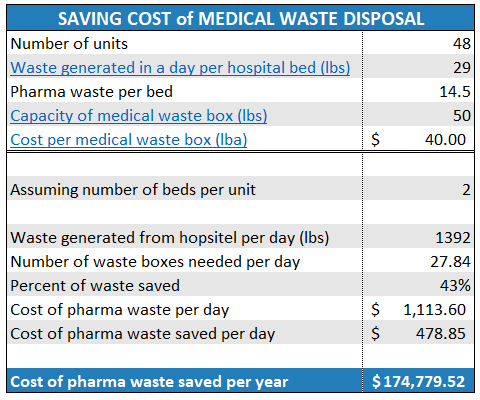 SAVING COST of MEDICAL WASTE DISPOSAL
Number of units 48
Waste generated in a day per hospital bed (lbs) 29
Pharma waste per bed 14.5
Capacity of medical waste box (lbs) 50
Cost per medical waste box (lba) $ 40.00
Assuming number of beds per unit 2
Waste generated from hopsitel per day (lbs) 1392
Number of waste boxes needed per day 27.84
Percent of waste saved 43%
Cost of pharma waste per day $ 1,113.60
Cost of pharma waste saved per day $ 478.85
Cost of pharma waste saved per year $174,779.52